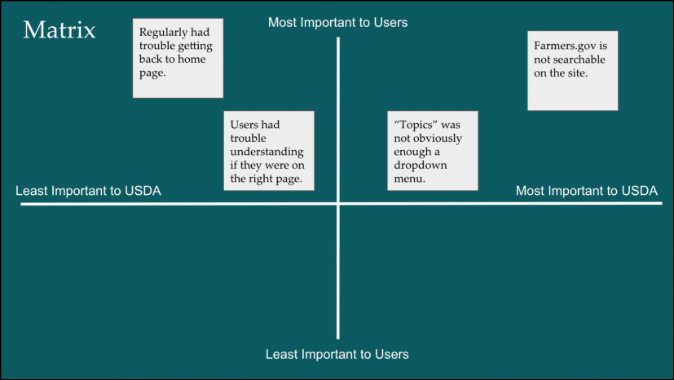 Matrix
Most Important to Users
Regularly had
trouble getting
back to home
page.
Farmers.gov is
not searchable
on the site.
Users had
trouble
understanding
if they were on
the right page.
“Topics” was
not obviously
enough a
dropdown
menu.
Least Important to USDA
Most Important to USDA
Least Important to Users